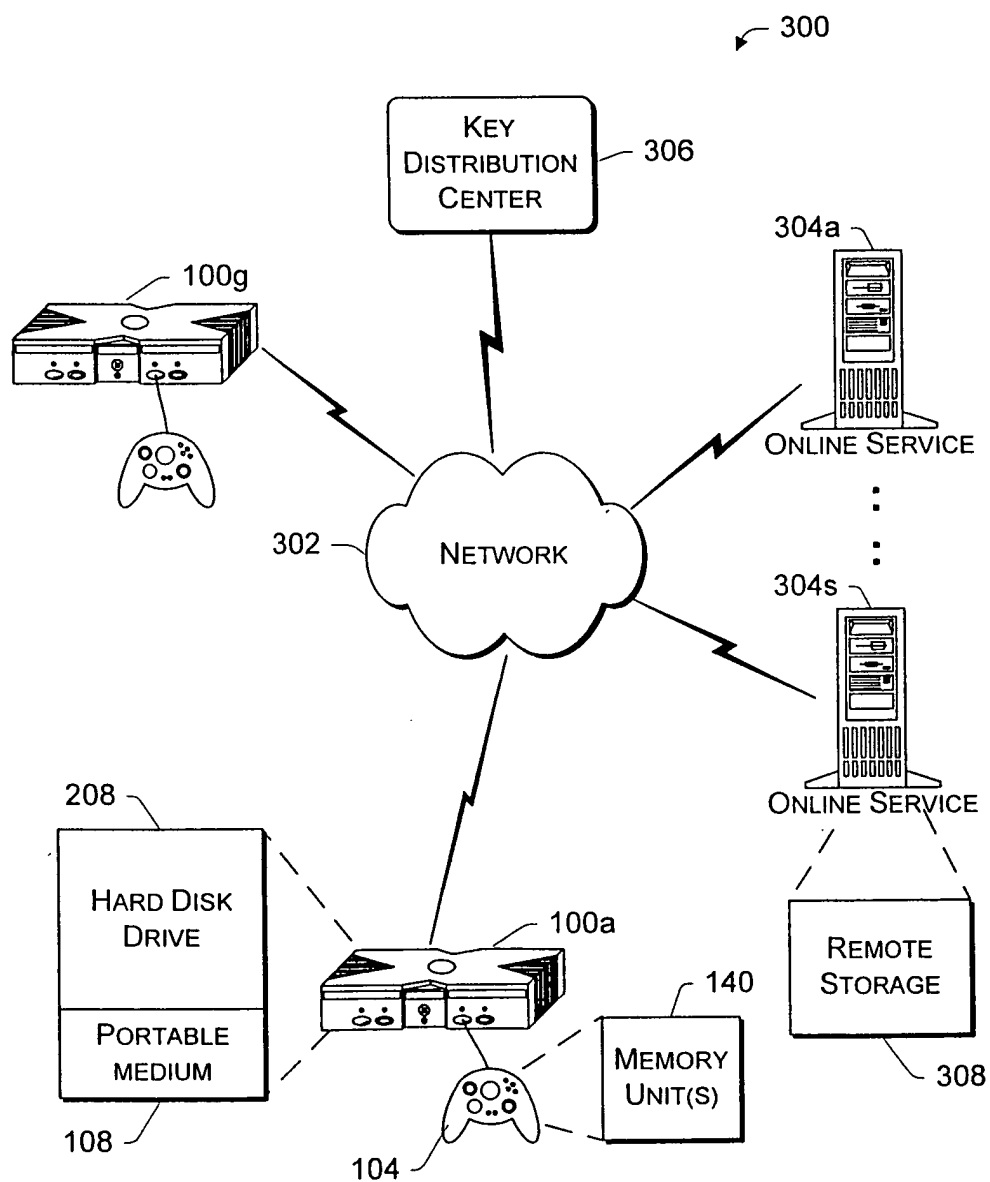 300
KEY
DISTRIBUTION
CENTER
306
304a
100g
ONLINE SERVICE
302
NETWORK
304s
ONLINE SERVICE
208
HARD DISK
DRIVE
100a
REMOTE
STORAGE
140
PORTABLE
MEDIUM
MEMORY
UNIT(S)
308
108
104